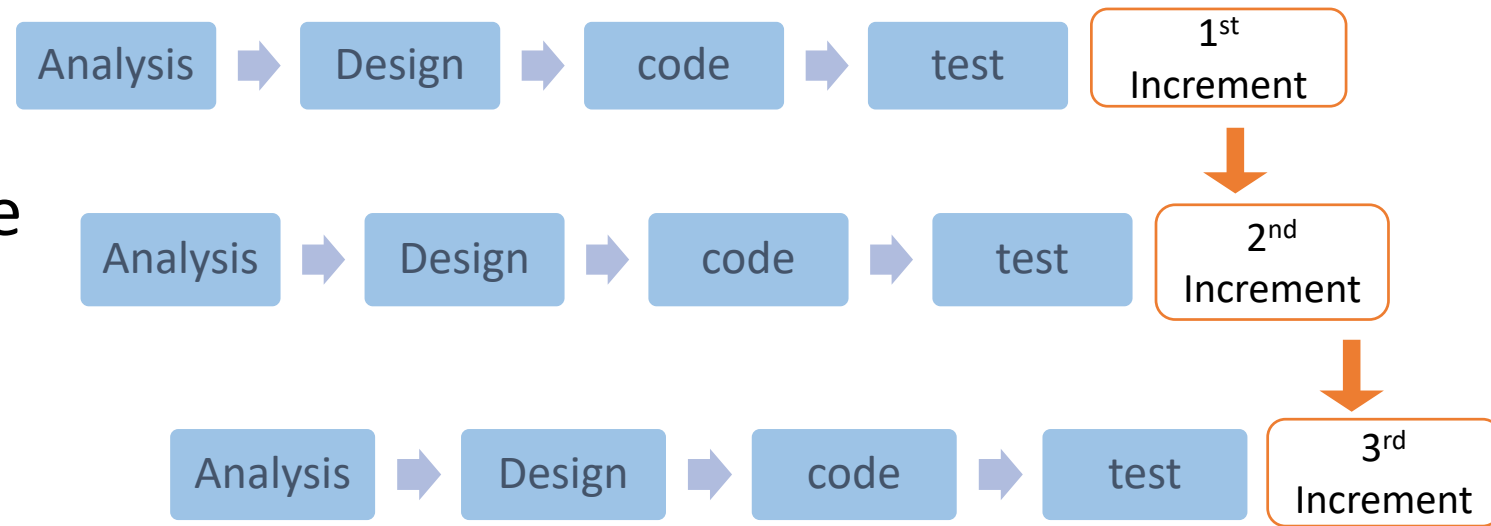 Analysis Design code test 1st
Increment
e
Analysis Design code test 2nd
Increment
Analysis Design code test 3rd
Increment